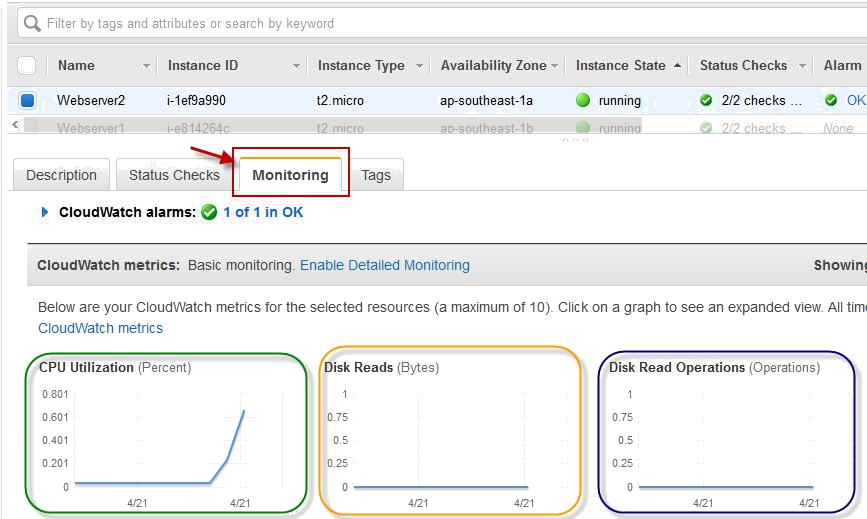 Filter by tags and attributes or search by keyword
Name Instance ID Instance Type Availability Zone Instance State Status Checks Alarm
Webserver2 i-1ef9a990 t2.micro ap-southeast-1a running 2/2 checks ... OK
Webserver1 i-e814264c t2.micro ap-southeast-1b running 2/2 checks ... None
Description Status Checks Monitoring Tags
CloudWatch alarms: 1 of 1 in OK
CloudWatch metrics: Basic monitoring. Enable Detailed Monitoring Showing
Below are your CloudWatch metrics for the selected resources (a maximum of 10). Click on a graph to see an expanded view. All time
CloudWatch metrics
CPU Utilization (Percent)
0.801
0.601
0.401
0.201
0
4/21 4/21
Disk Reads (Bytes)
1
0.75
0.5
0.25
0
4/21 4/21
Disk Read Operations (Operations)
1
0.75
0.5
0.25
0
4/21 4/21